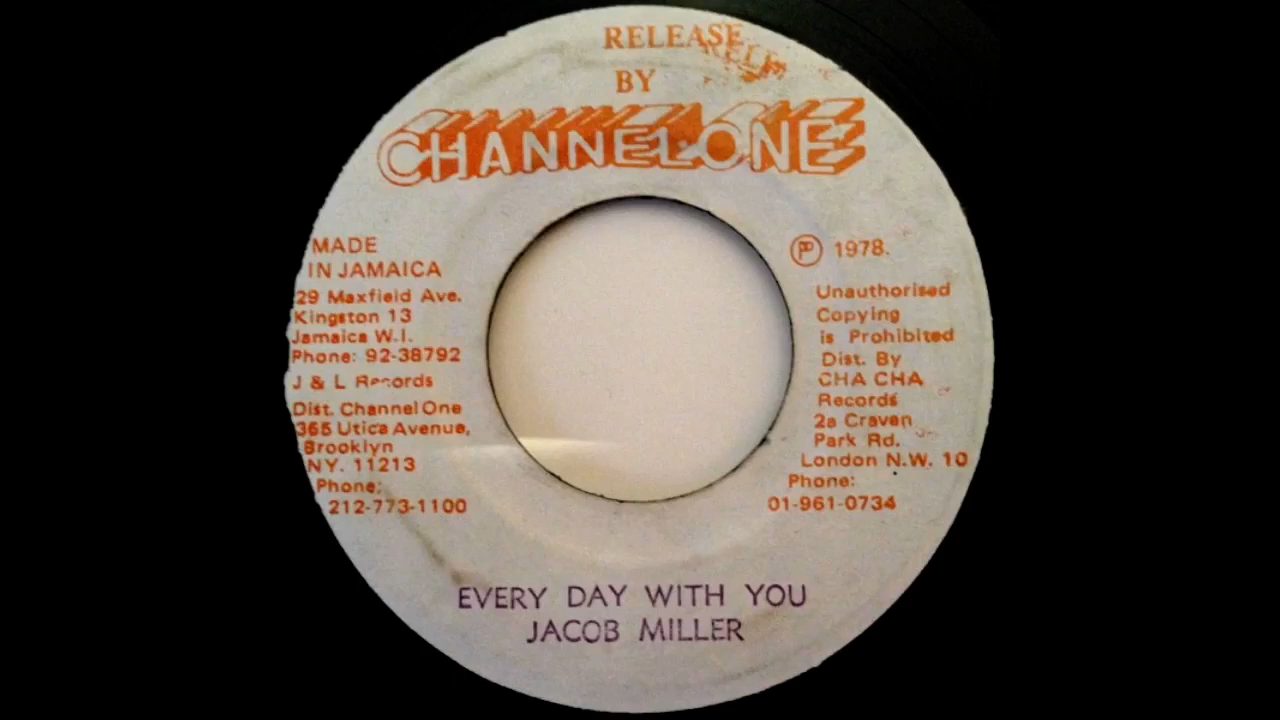 RELEASE
BY
CHANNEL ONE
MADE
IN JAMAICA
29 Maxfield Ave.
Kingston 13
Jamaica W.I.
Phone: 92-38792
J & L Records
Dist. Channel One
365 Utica Avenue,
Brooklyn
NY. 11213
Phone:
212-773-1100
Ⓟ 1978.
Unauthorised
Copying
is Prohibited
Dist. By
CHA CHA
Records
2a Craven
Park Rd.
London N.W. 10
Phone:
01-961-0734
EVERY DAY WITH YOU
JACOB MILLER